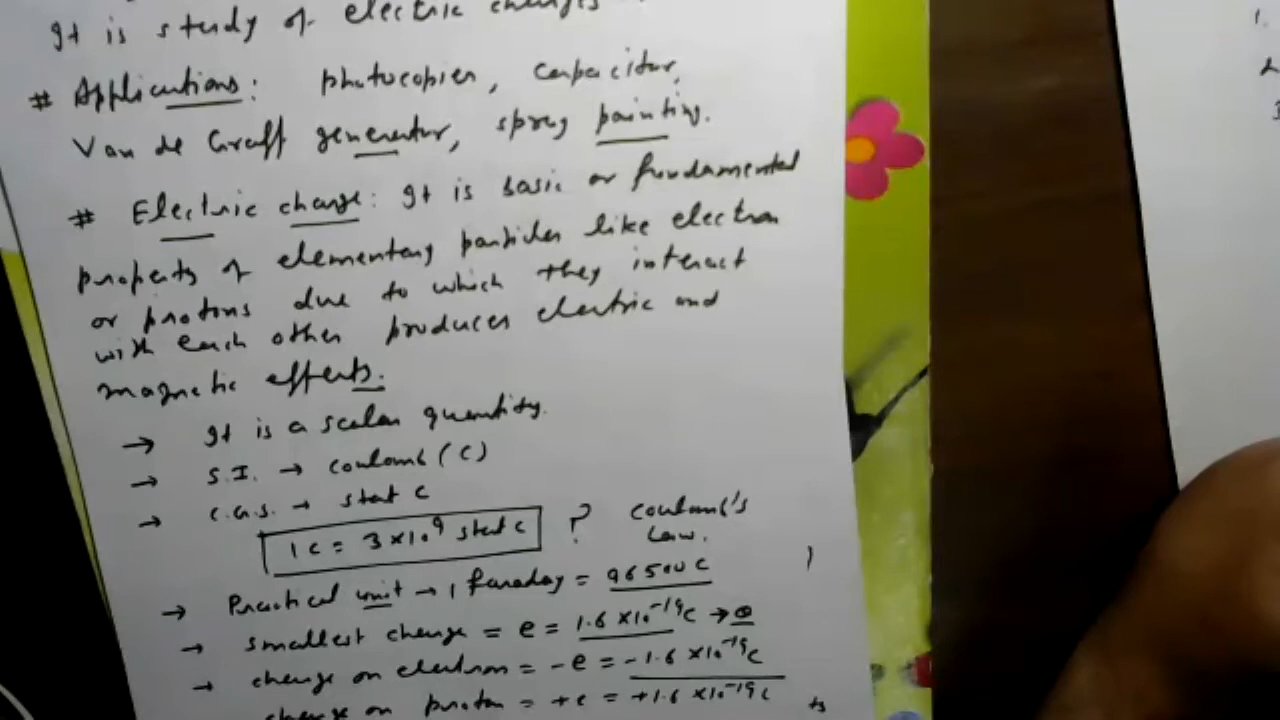 It is study of electric charges
# Applications: photocopier, capacitor,
Van de Graff generator, spray painting.
# Electric charge: It is basic or fundamental
property of elementary particles like electron
or protons due to which they interact
with each other produces electric and
magnetic effects.
→ It is a scalar quantity.
→ S.I. → coulomb (C)
→ C.G.S. → stat C
1 C = 3 × 10⁹ stat C ? Coulomb's
Law.
→ Practical unit → 1 faraday = 96500 C
→ Smallest charge = e = 1.6 × 10⁻¹⁹ C →
→ charge on electron = -e = -1.6 × 10⁻¹⁹ C
charge on proton = +e = +1.6 × 10⁻¹⁹ C
1.